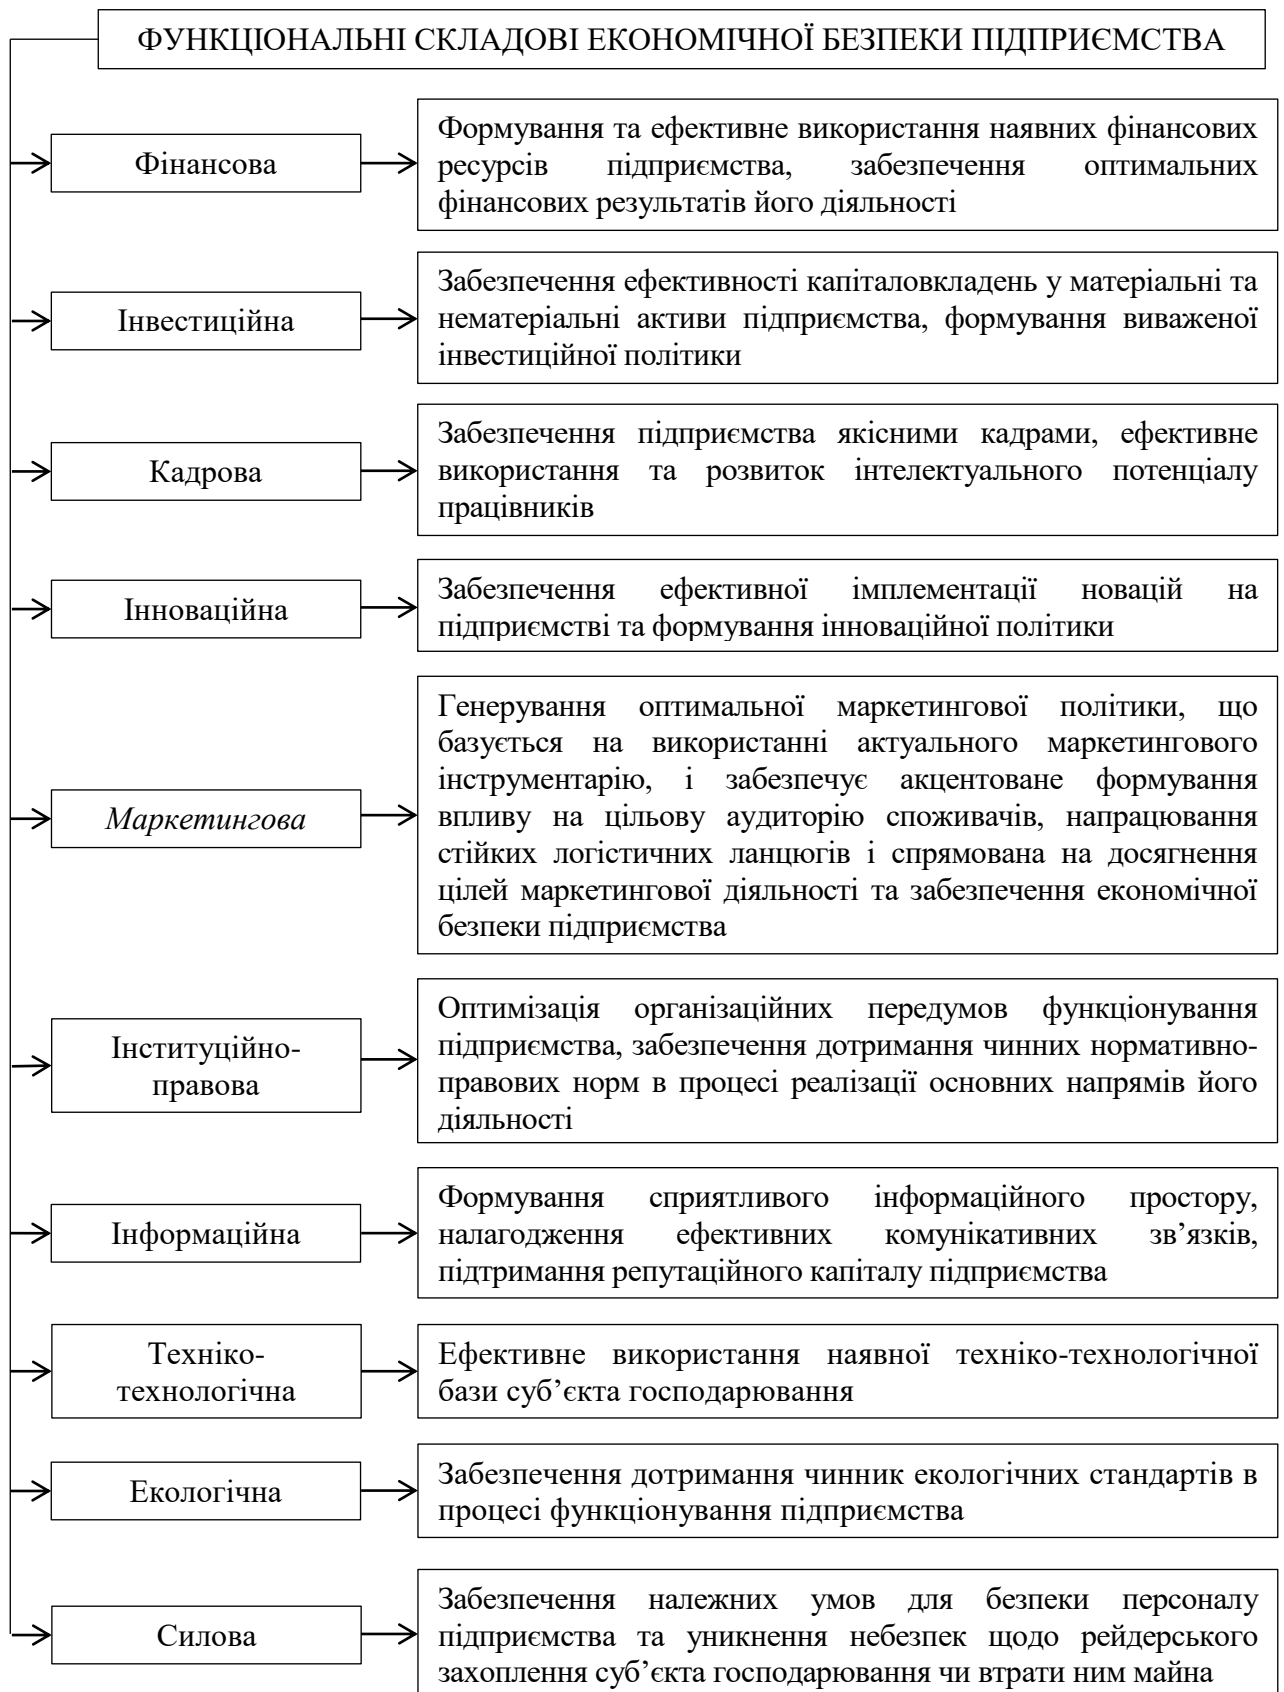 ФУНКЦІОНАЛЬНІ СКЛАДОВІ ЕКОНОМІЧНОЇ БЕЗПЕКИ ПІДПРИЄМСТВА
Фінансова
Формування та ефективне використання наявних фінансових
ресурсів підприємства, забезпечення оптимальних
фінансових результатів його діяльності
Інвестиційна
Забезпечення ефективності капіталовкладень у матеріальні та
нематеріальні активи підприємства, формування виваженої
інвестиційної політики
Кадрова
Забезпечення підприємства якісними кадрами, ефективне
використання та розвиток інтелектуального потенціалу
працівників
Інноваційна
Забезпечення ефективної імплементації новацій на
підприємстві та формування інноваційної політики
Маркетингова
Генерування оптимальної маркетингової політики, що
базується на використанні актуального маркетингового
інструментарію, і забезпечує акцентоване формування
впливу на цільову аудиторію споживачів, напрацювання
стійких логістичних ланцюгів і спрямована на досягнення
цілей маркетингової діяльності та забезпечення економічної
безпеки підприємства
Інституційно-
правова
Оптимізація організаційних передумов функціонування
підприємства, забезпечення дотримання чинних нормативно-
правових норм в процесі реалізації основних напрямів його
діяльності
Інформаційна
Формування сприятливого інформаційного простору,
налагодження ефективних комунікативних зв’язків,
підтримання репутаційного капіталу підприємства
Техніко-
технологічна
Ефективне використання наявної техніко-технологічної
бази суб’єкта господарювання
Екологічна
Забезпечення дотримання чинник екологічних стандартів в
процесі функціонування підприємства
Силова
Забезпечення належних умов для безпеки персоналу
підприємства та уникнення небезпек щодо рейдерського
захоплення суб’єкта господарювання чи втрати ним майна